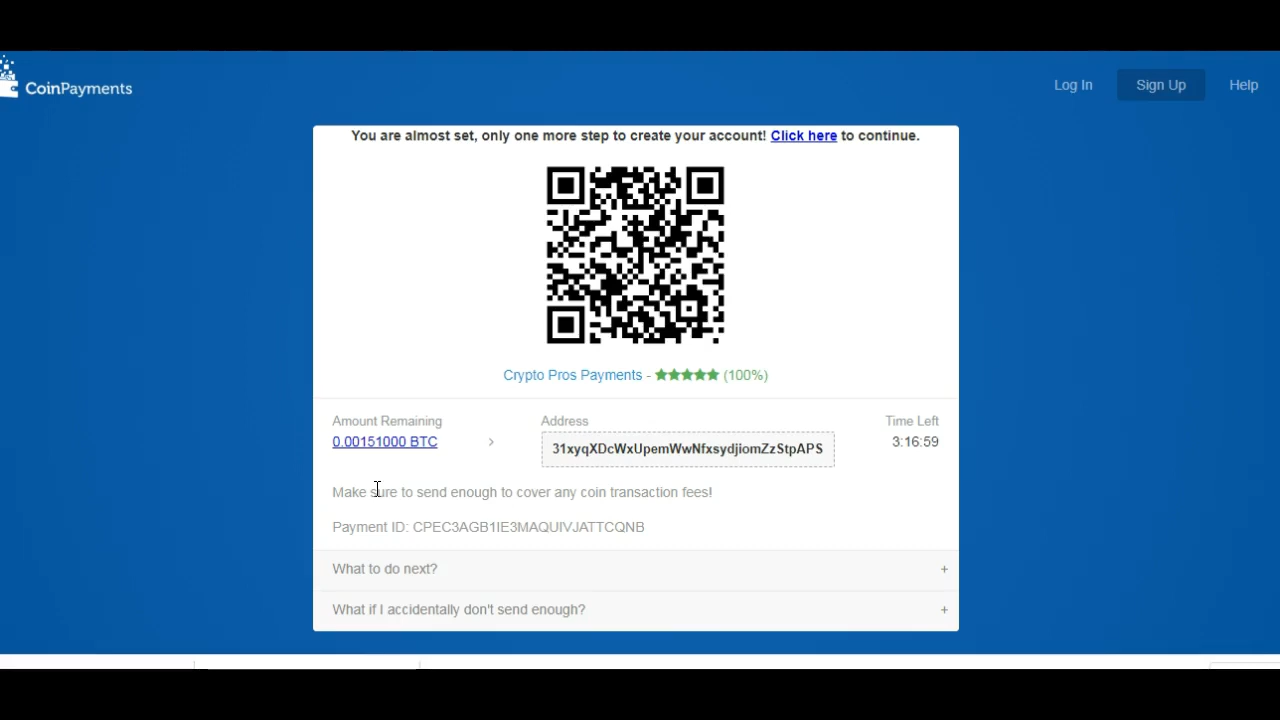 CoinPayments
Log In
Sign Up
Help
You are almost set, only one more step to create your account! Click here to continue.
Crypto Pros Payments - ★★★★★ (100%)
Amount Remaining
Address
Time Left
0.00151000 BTC
31xyqXDcWxUpemWwNfxsydjiomZzStpAPS
3:16:59
Make sure to send enough to cover any coin transaction fees!
Payment ID: CPEC3AGB1IE3MAQUIVJATTCQNB
What to do next? +
What if I accidentally don't send enough? +